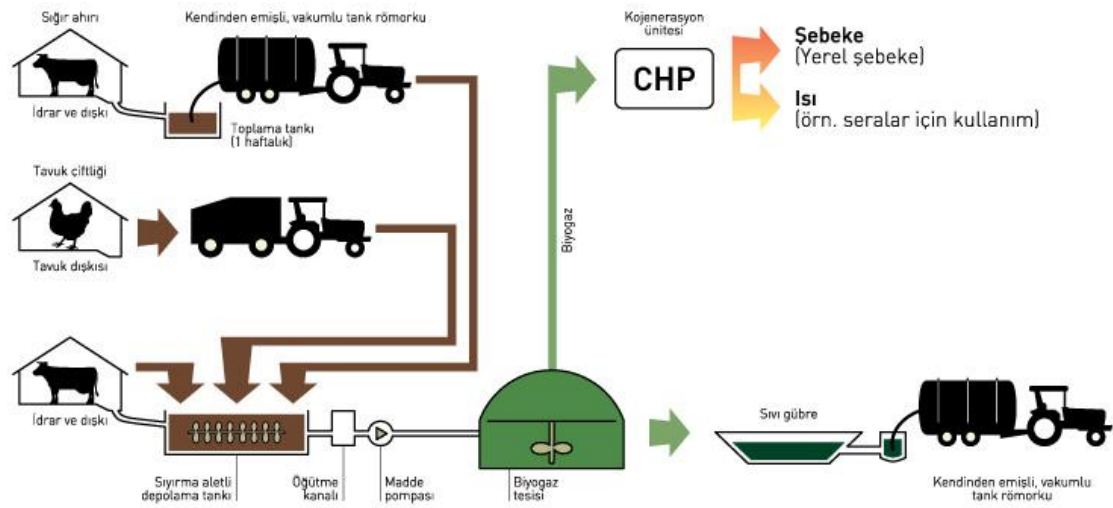 Sığır ahırı
Kendinden emişli, vakumlu tank römorku
İdrar ve dışkı
Toplama tankı
(1 haftalık)
Kojenerasyon
ünitesi
CHP
Şebeke
(Yerel şebeke)
Isı
(örn. seralar için kullanım)
Tavuk çiftliği
Tavuk dışkısı
Biyogaz
İdrar ve dışkı
Sıyırma aletli
depolama tankı
Öğütme
kanalı
Madde
pompası
Biyogaz
tesisi
Sıvı gübre
Kendinden emişli, vakumlu
tank römorku